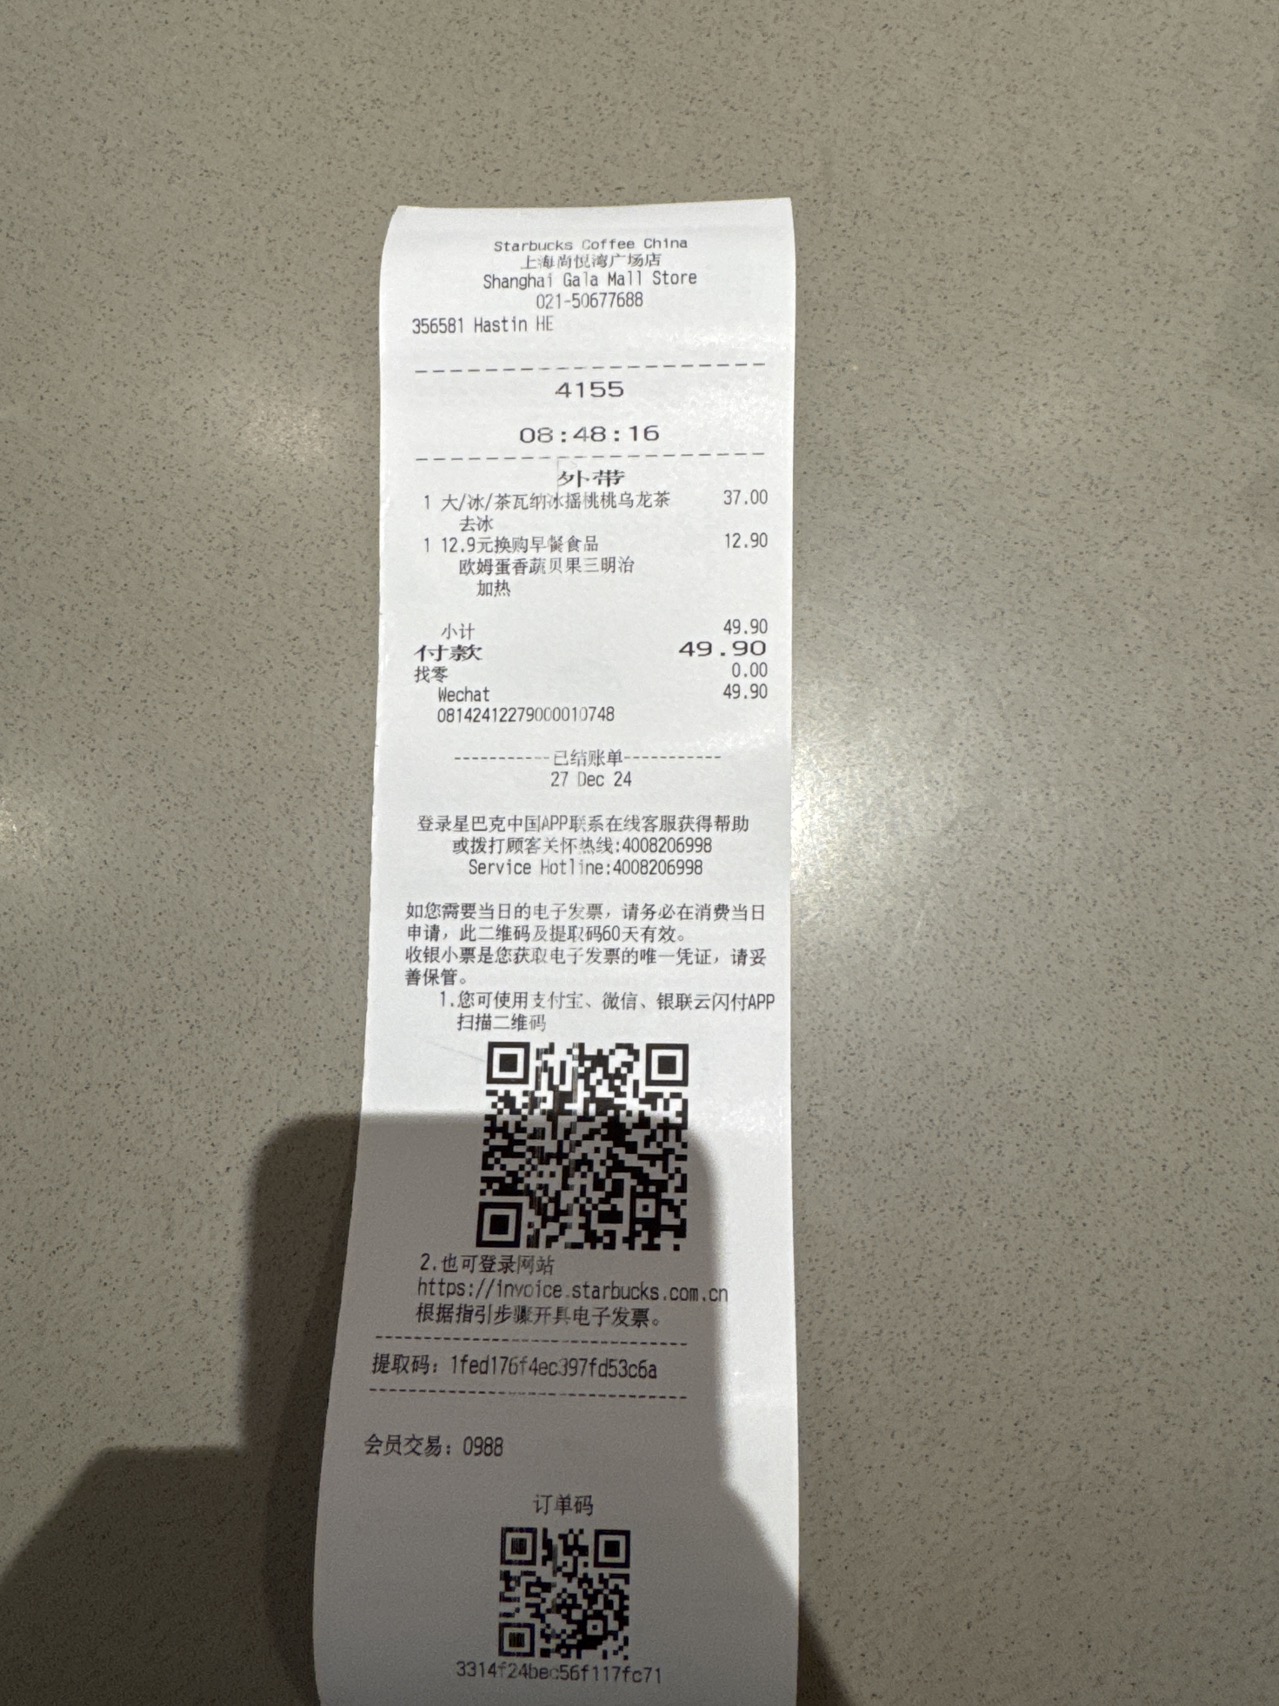 Starbucks Coffee China
上海尚悦湾广场店
Shanghai Gala Mall Store
021-50677688
356581 Hastin HE
4155
08:48:16
外带
1 大/冰/茶瓦纳冰摇桃桃乌龙茶 37.00
去冰
1 12.9元换购早餐食品 12.90
欧姆蛋香蔬贝果三明治
加热
小计 49.90
付款 49.90
找零 0.00
Wechat 49.90
08142412279000010748
----------已结账单-----------
27 Dec 24
登录星巴克中国APP联系在线客服获得帮助
或拨打顾客关怀热线:4008206998
Service Hotline:4008206998
如您需要当日的电子发票，请务必在消费当日
申请，此二维码及提取码60天有效。
收银小票是您获取电子发票的唯一凭证，请妥
善保管。
1.您可使用支付宝、微信、银联云闪付APP
扫描二维码
2.也可登录网站
https://invoice.starbucks.com.cn
根据指引步骤开具电子发票。
提取码: 1fed176f4ec397fd53c6a
会员交易: 0988
订单码
3314f24bec56f117fc71